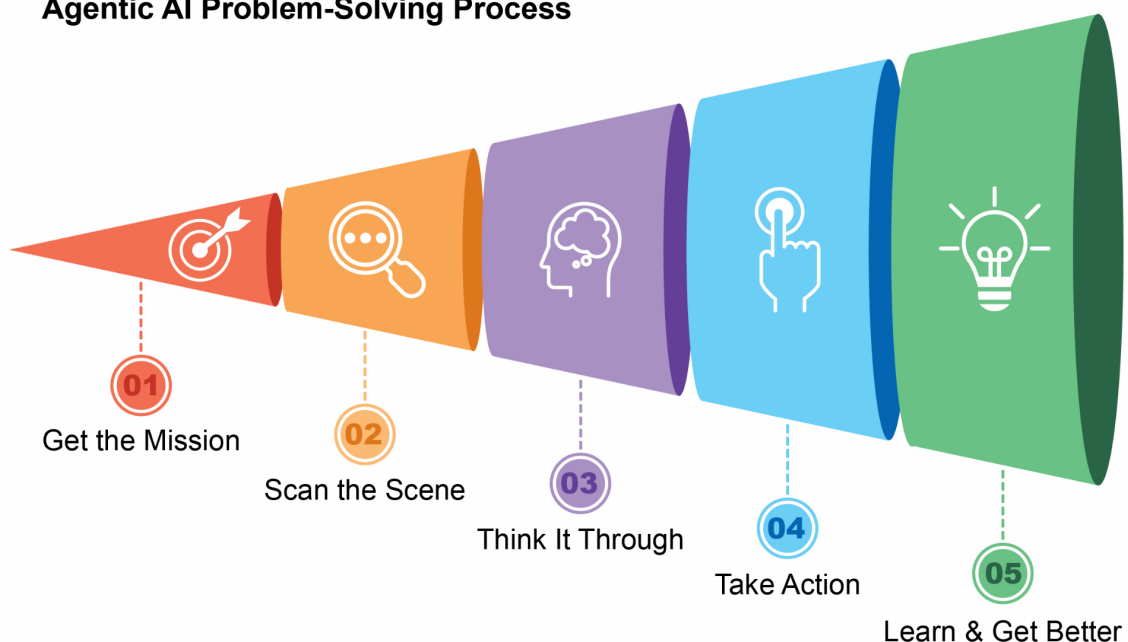 Agentic AI Problem-Solving Process
01
Get the Mission
02
Scan the Scene
03
Think It Through
04
Take Action
05
Learn & Get Better